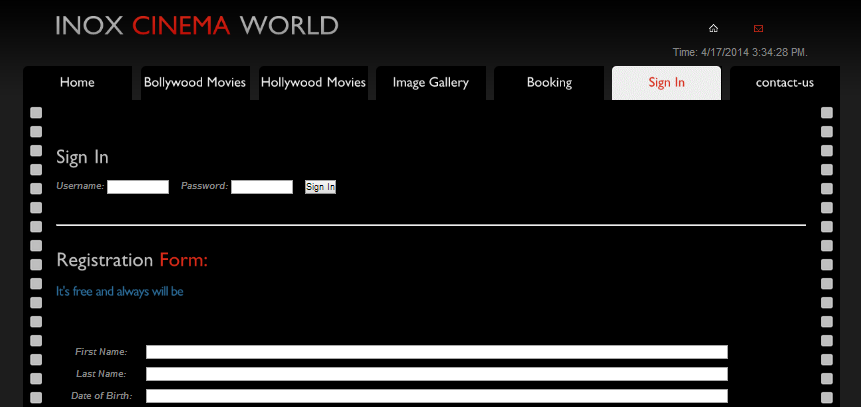 INOX CINEMA WORLD
Time: 4/17/2014 3:34:28 PM.
Home Bollywood Movies Hollywood Movies Image Gallery Booking Sign In contact-us
Sign In
Username: Password: Sign In
Registration Form:
It's free and always will be
First Name:
Last Name:
Date of Birth: